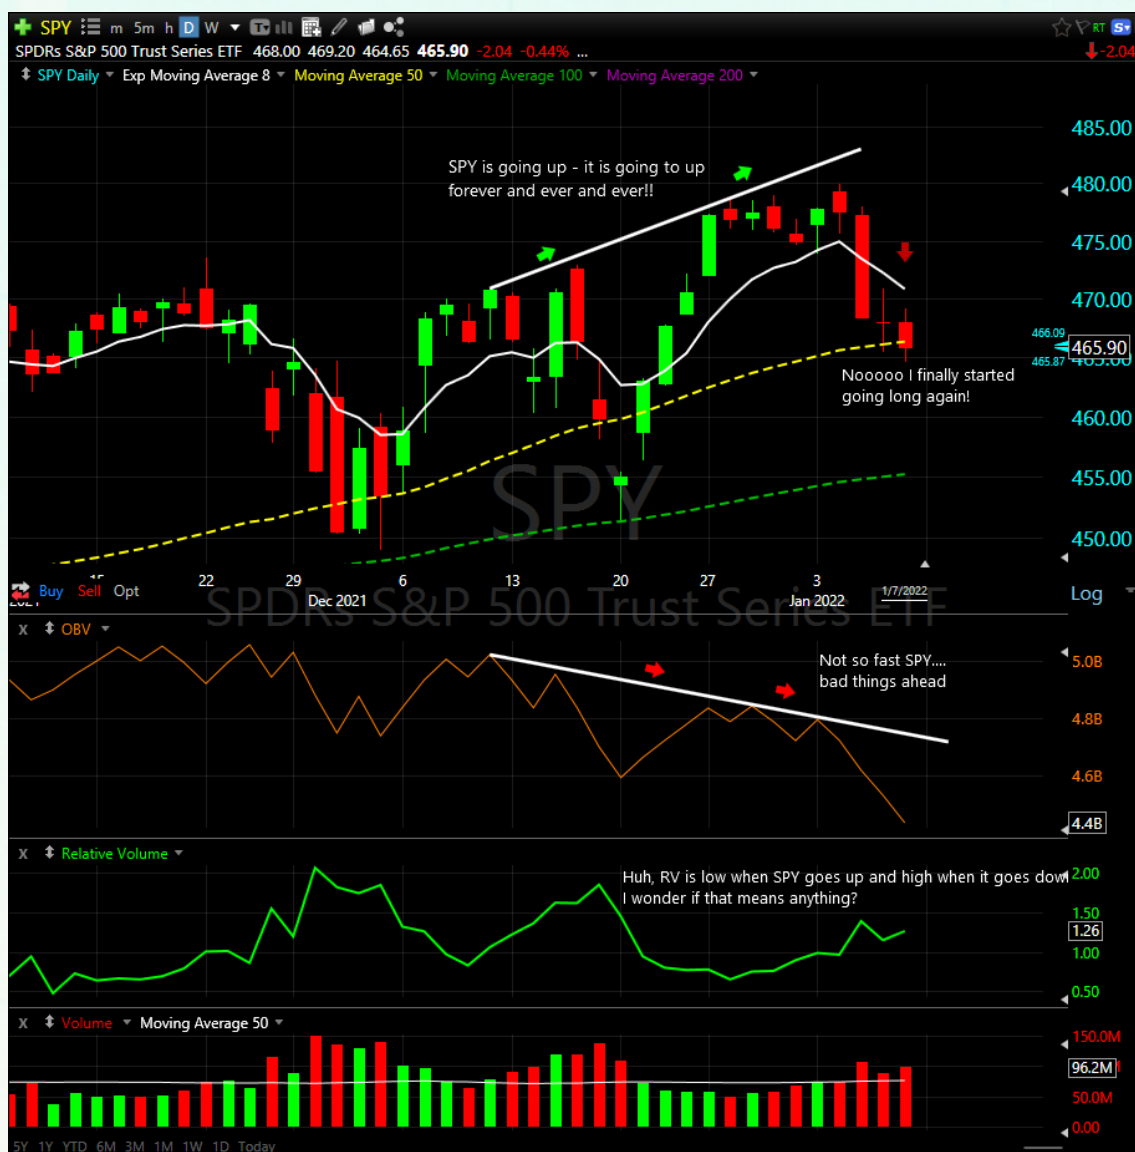 SPY m 5m h D W T RT S
SPDRs S&P 500 Trust Series ETF 468.00 469.20 464.65 465.90 -2.04 -0.44% ... -2.04
SPY Daily Exp Moving Average 8 Moving Average 50 Moving Average 100 Moving Average 200
485.00
SPY is going up - it is going to up
forever and ever and ever!!
480.00
475.00
470.00
466.09
465.90
465.87
Nooooo I finally started
going long again!
460.00
455.00
SPY
450.00
15 22 29 6 13 20 27 3
Buy Sell Opt 1/7/2022 Log
2021 Dec 2021 Jan 2022
SPDRs S&P 500 Trust Series ETF
X OBV
Not so fast SPY....
bad things ahead
5.0B
4.8B
4.6B
4.4B
X Relative Volume
Huh, RV is low when SPY goes up and high when it goes down
I wonder if that means anything?
2.00
1.50
1.26
1.00
0.50
X Volume Moving Average 50
150.0M
96.2M
50.0M
0.00
5Y 1Y YTD 6M 3M 1M 1W 1D Today